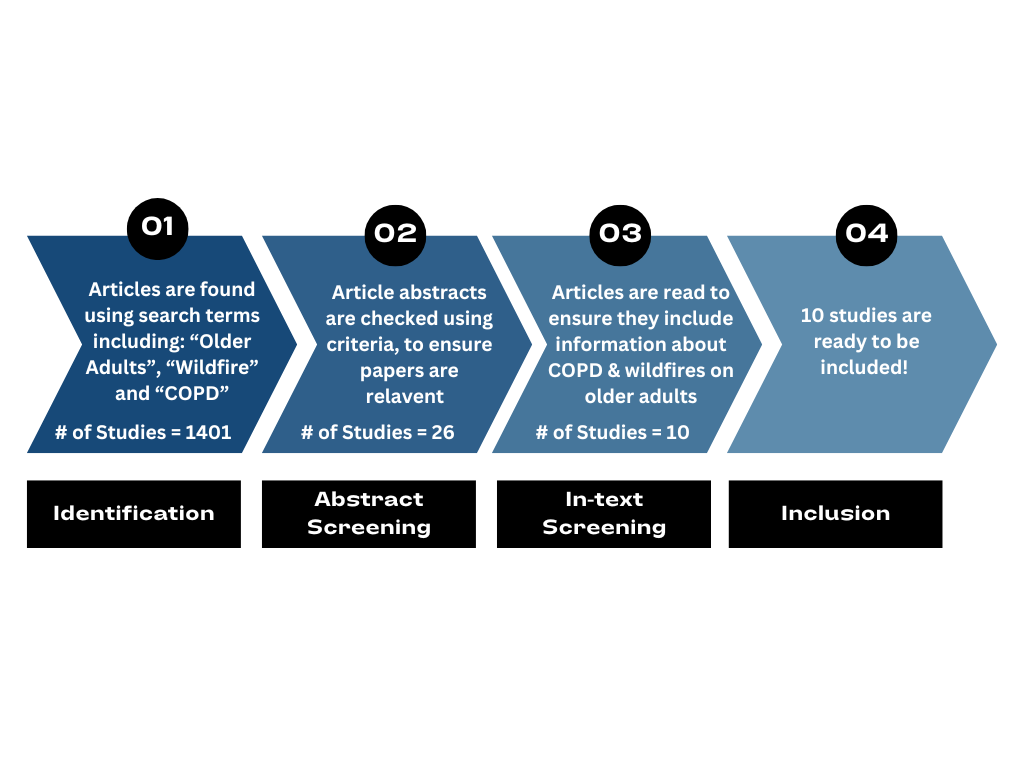 01
Articles are found
using search terms
including: “Older
Adults”, “Wildfire”
and “COPD”
# of Studies = 1401
Identification
02
Article abstracts
are checked using
criteria, to ensure
papers are
relavent
# of Studies = 26
Abstract
Screening
03
Articles are read to
ensure they include
information about
COPD & wildfires on
older adults
# of Studies = 10
In-text
Screening
04
10 studies are
ready to be
included!
Inclusion